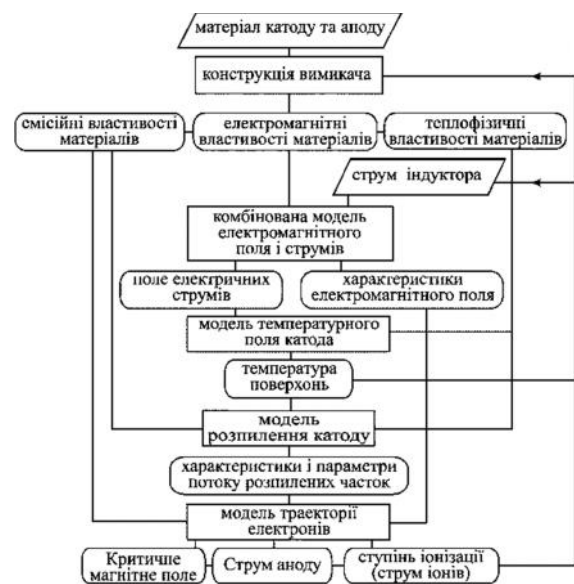 матеріал катоду та аноду
конструкція вимикача
емісійні властивості
матеріалів
електромагнітні
властивості матеріалів
теплофізичні
властивості матеріалів
струм індуктора
комбінована модель
електромагнітного
поля і струмів
поле електричних
струмів
характеристики
електромагнітного поля
модель температурного
поля катода
температура
поверхонь
модель
розпилення катоду
характеристики і параметри
потоку розпилених часток
модель траекторії
електронів
Критичне
магнітне поле
Струм аноду
ступінь іонізації
(струм іонів)